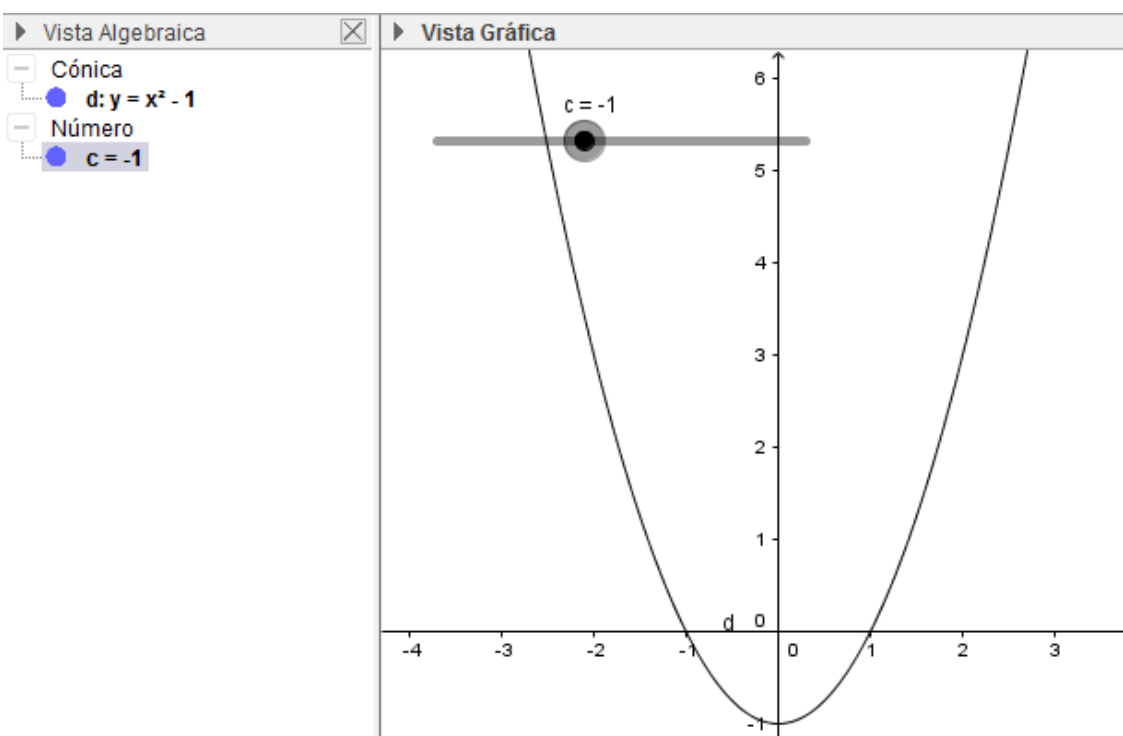 Vista Algebraica
Cónica
d: y = x² - 1
Número
c = -1
Vista Gráfica
c = -1
6
5
4
3
2
1
d 0
-4 -3 -2 -1 0 1 2 3
-1